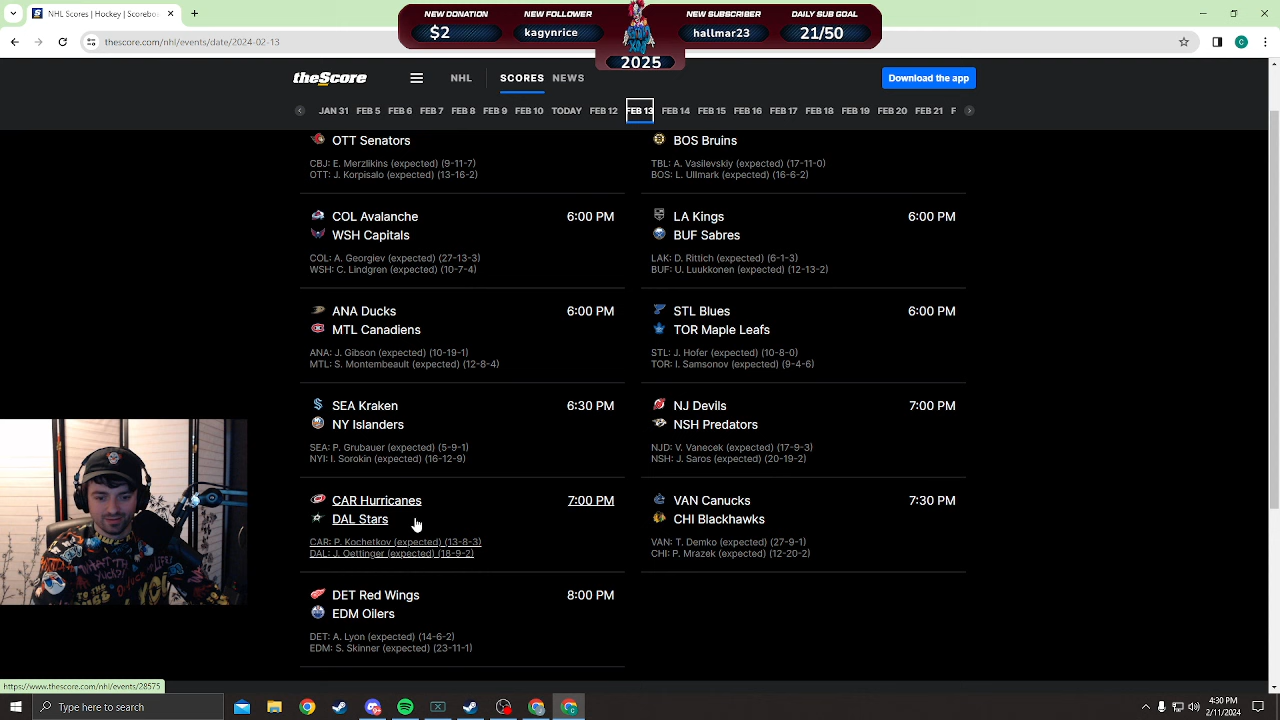 NHL Scores | Hockey | Scoreboa
NEW DONATION
$2
NEW FOLLOWER
kagynrice
NEW SUBSCRIBER
hallmar23
DAILY SUB GOAL
21/50
2025
thescore.com/nhl/events/date/2024-02-13
C
theScore
NHL
SCORES
NEWS
Download the app
JAN 31 FEB 5 FEB 6 FEB 7 FEB 8 FEB 9 FEB 10 TODAY FEB 12 FEB 13 FEB 14 FEB 15 FEB 16 FEB 17 FEB 18 FEB 19 FEB 20 FEB 21 F
OTT Senators
CBJ: E. Merzlikins (expected) (9-11-7)
OTT: J. Korpisalo (expected) (13-16-2)
BOS Bruins
TBL: A. Vasilevskiy (expected) (17-11-0)
BOS: L. Ullmark (expected) (16-6-2)
COL Avalanche 6:00 PM
WSH Capitals
COL: A. Georgiev (expected) (27-13-3)
WSH: C. Lindgren (expected) (10-7-4)
LA Kings 6:00 PM
BUF Sabres
LAK: D. Rittich (expected) (6-1-3)
BUF: U. Luukkonen (expected) (12-13-2)
ANA Ducks 6:00 PM
MTL Canadiens
ANA: J. Gibson (expected) (10-19-1)
MTL: S. Montembeault (expected) (12-8-4)
STL Blues 6:00 PM
TOR Maple Leafs
STL: J. Hofer (expected) (10-8-0)
TOR: I. Samsonov (expected) (9-4-6)
SEA Kraken 6:30 PM
NY Islanders
SEA: P. Grubauer (expected) (5-9-1)
NYI: I. Sorokin (expected) (16-12-9)
NJ Devils 7:00 PM
NSH Predators
NJD: V. Vanecek (expected) (17-9-3)
NSH: J. Saros (expected) (20-19-2)
CAR Hurricanes 7:00 PM
DAL Stars
CAR: P. Kochetkov (expected) (13-8-3)
DAL: J. Oettinger (expected) (18-9-2)
VAN Canucks 7:30 PM
CHI Blackhawks
VAN: T. Demko (expected) (27-9-1)
CHI: P. Mrazek (expected) (12-20-2)
DET Red Wings 8:00 PM
EDM Oilers
DET: A. Lyon (expected) (14-6-2)
EDM: S. Skinner (expected) (23-11-1)
https://www.thescore.com/nhl/events/28575
Type here to search
4:30 PM
2/11/2024